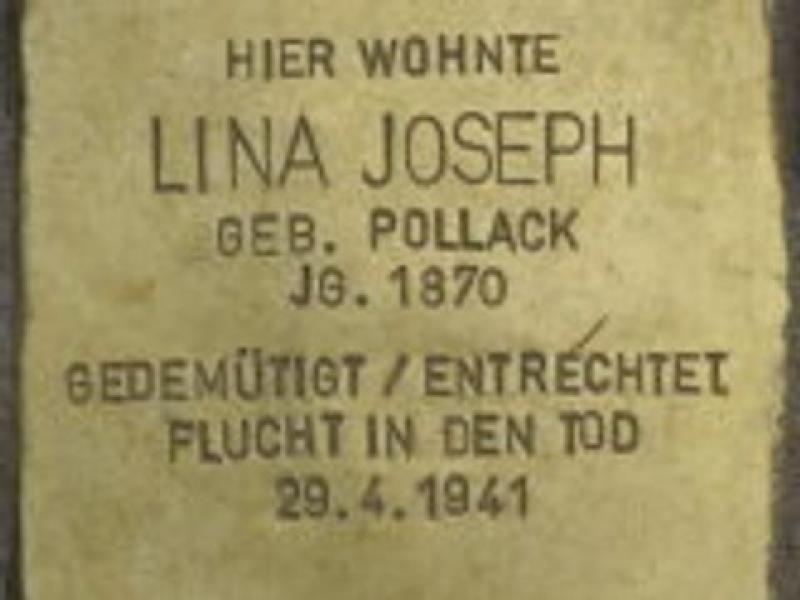 HIER WOHNTE
LINA JOSEPH
GEB. POLLACK
JG. 1870
GEDEMÜTIGT / ENTRECHTET
FLUCHT IN DEN TOD
29.4.1941